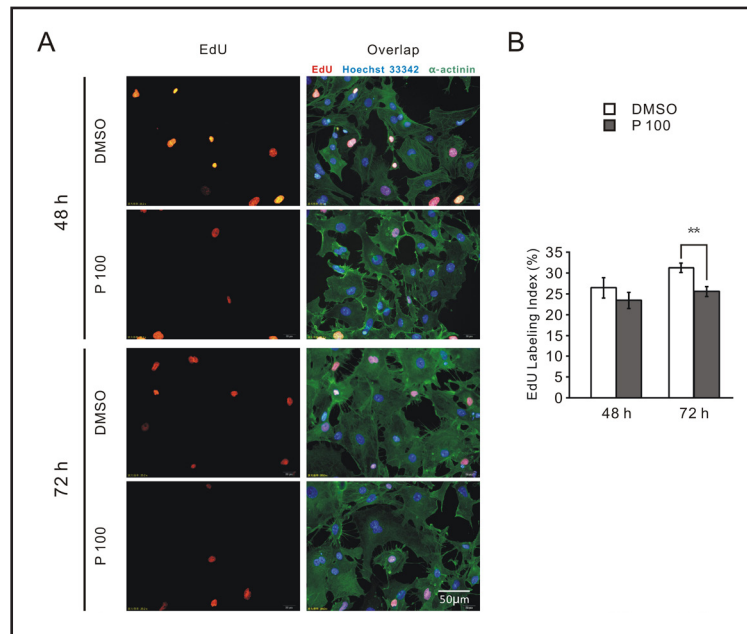 A
EdU
Overlap
EdU Hoechst 33342 α-actinin
48 h
DMSO
P 100
72 h
DMSO
P 100
50μm
B
DMSO
P 100
**
EdU Labeling Index (%)
35
30
25
20
15
10
5
0
48 h
72 h